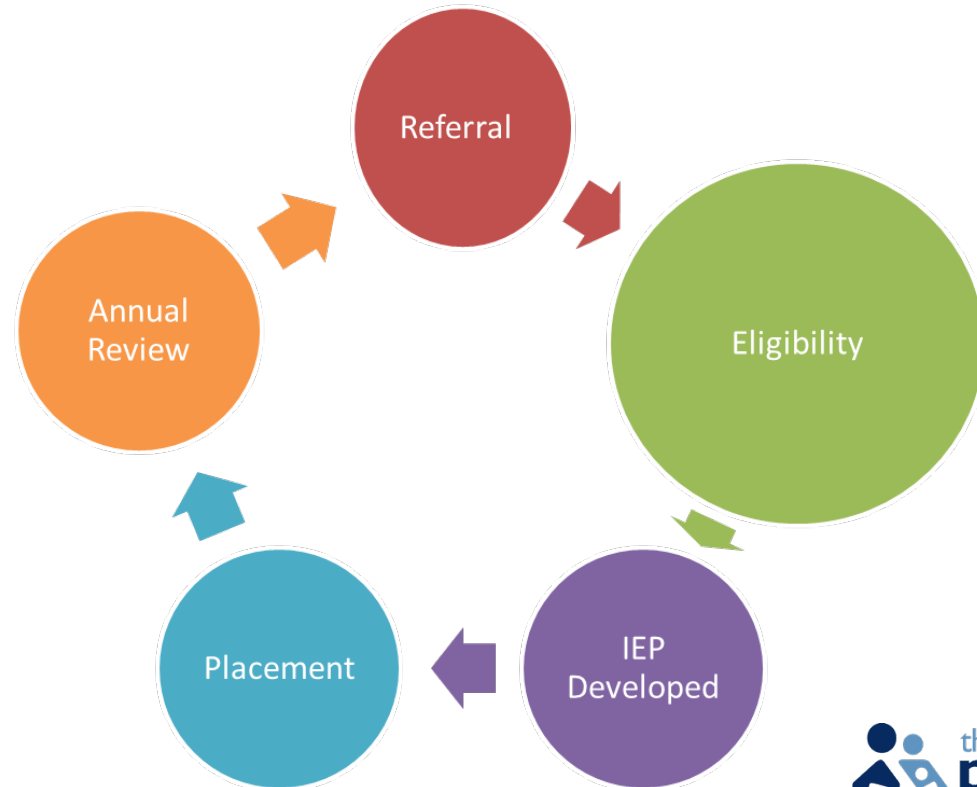 Referral
Eligibility
IEP
Developed
Placement
Annual
Review